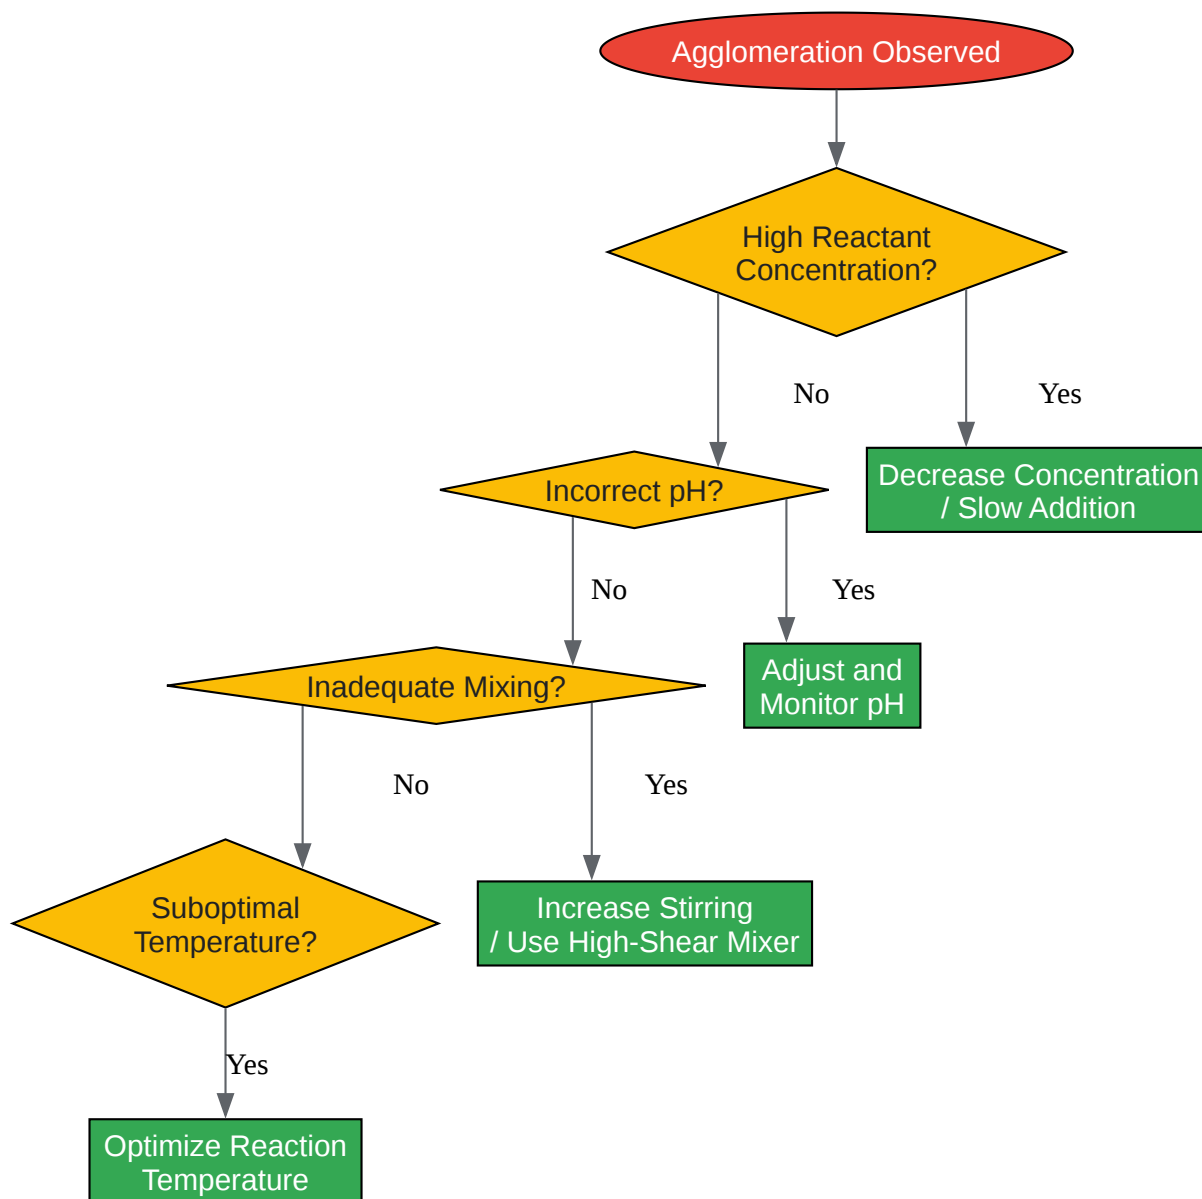 Agglomeration Observed
High Reactant
Concentration?
No
Yes
Decrease Concentration
/ Slow Addition
Incorrect pH?
No
Yes
Adjust and
Monitor pH
Inadequate Mixing?
No
Yes
Suboptimal
Temperature?
Increase Stirring
/ Use High-Shear Mixer
Yes
Optimize Reaction
Temperature